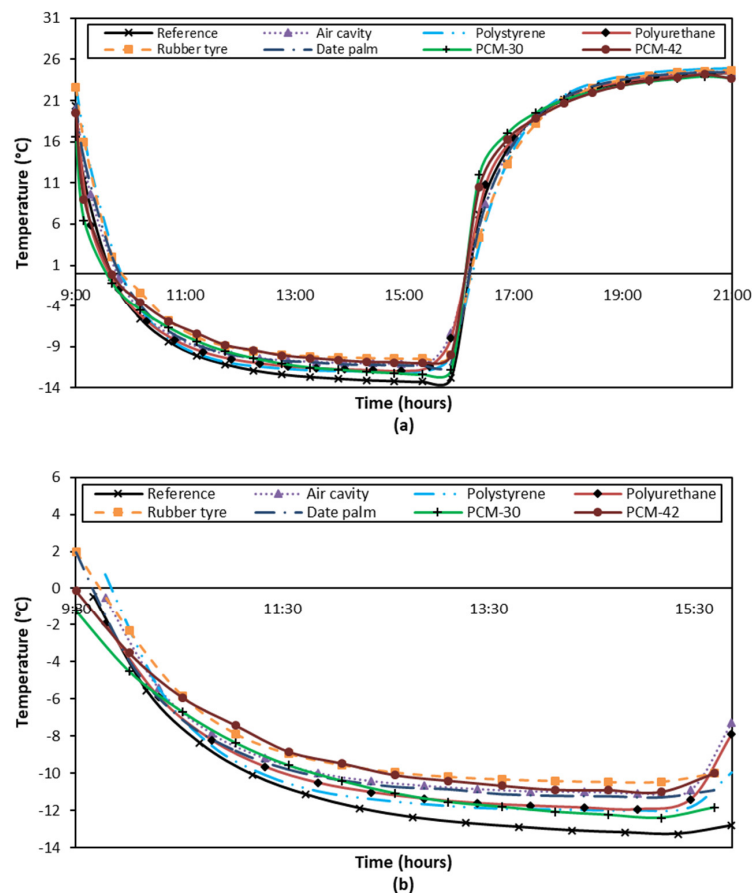 31
26
21
16
11
6
1
-4
-9
-14
Temperature (°C)
Reference Air cavity Polystyrene Polyurethane
Rubber tyre Date palm PCM-30 PCM-42
9:00 11:00 13:00 15:00 17:00 19:00 21:00
Time (hours)
(a)
6
4
2
0
-2
-4
-6
-8
-10
-12
-14
Temperature (°C)
Reference Air cavity Polystyrene Polyurethane
Rubber tyre Date palm PCM-30 PCM-42
9:30 11:30 13:30 15:30
Time (hours)
(b)